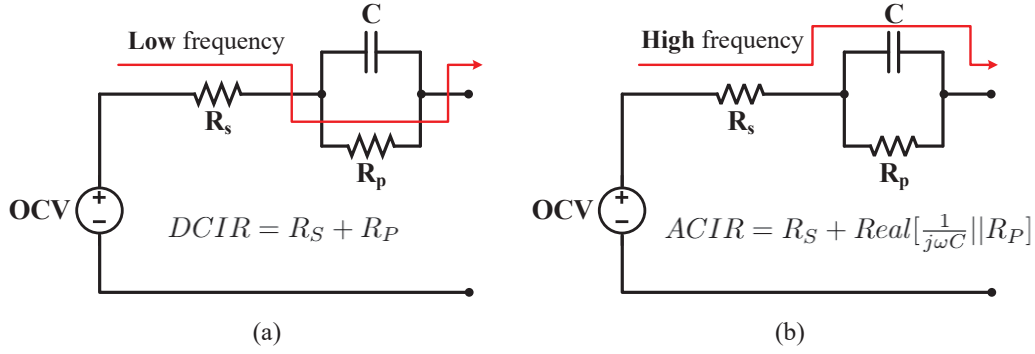 Low frequency
C
R_s
R_p
OCV
+
−
DCIR = R_S + R_P
(a)
High frequency
C
R_s
R_p
OCV
+
−
ACIR = R_S + Real[\frac{1}{jωC}||R_P]
(b)